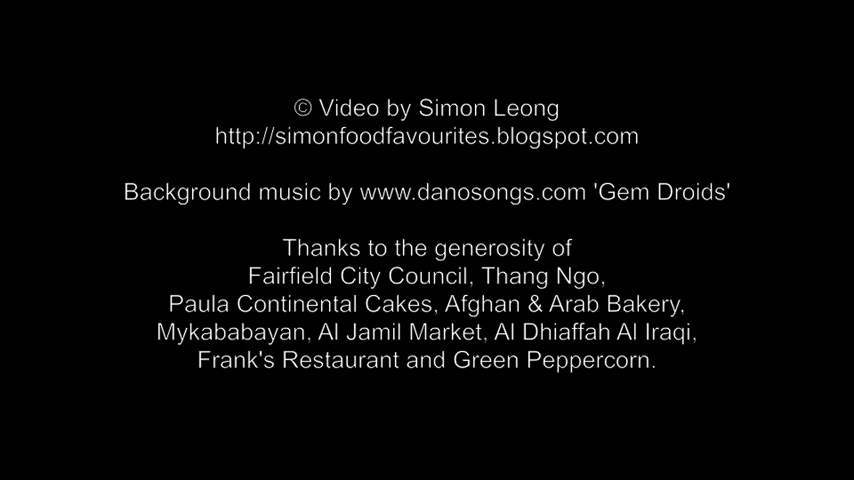 © Video by Simon Leong
http://simonfoodfavourites.blogspot.com
Background music by www.danosongs.com 'Gem Droids'
Thanks to the generosity of
Fairfield City Council, Thang Ngo,
Paula Continental Cakes, Afghan & Arab Bakery,
Mykababayan, Al Jamil Market, Al Dhiaffah Al Iraqi,
Frank's Restaurant and Green Peppercorn.